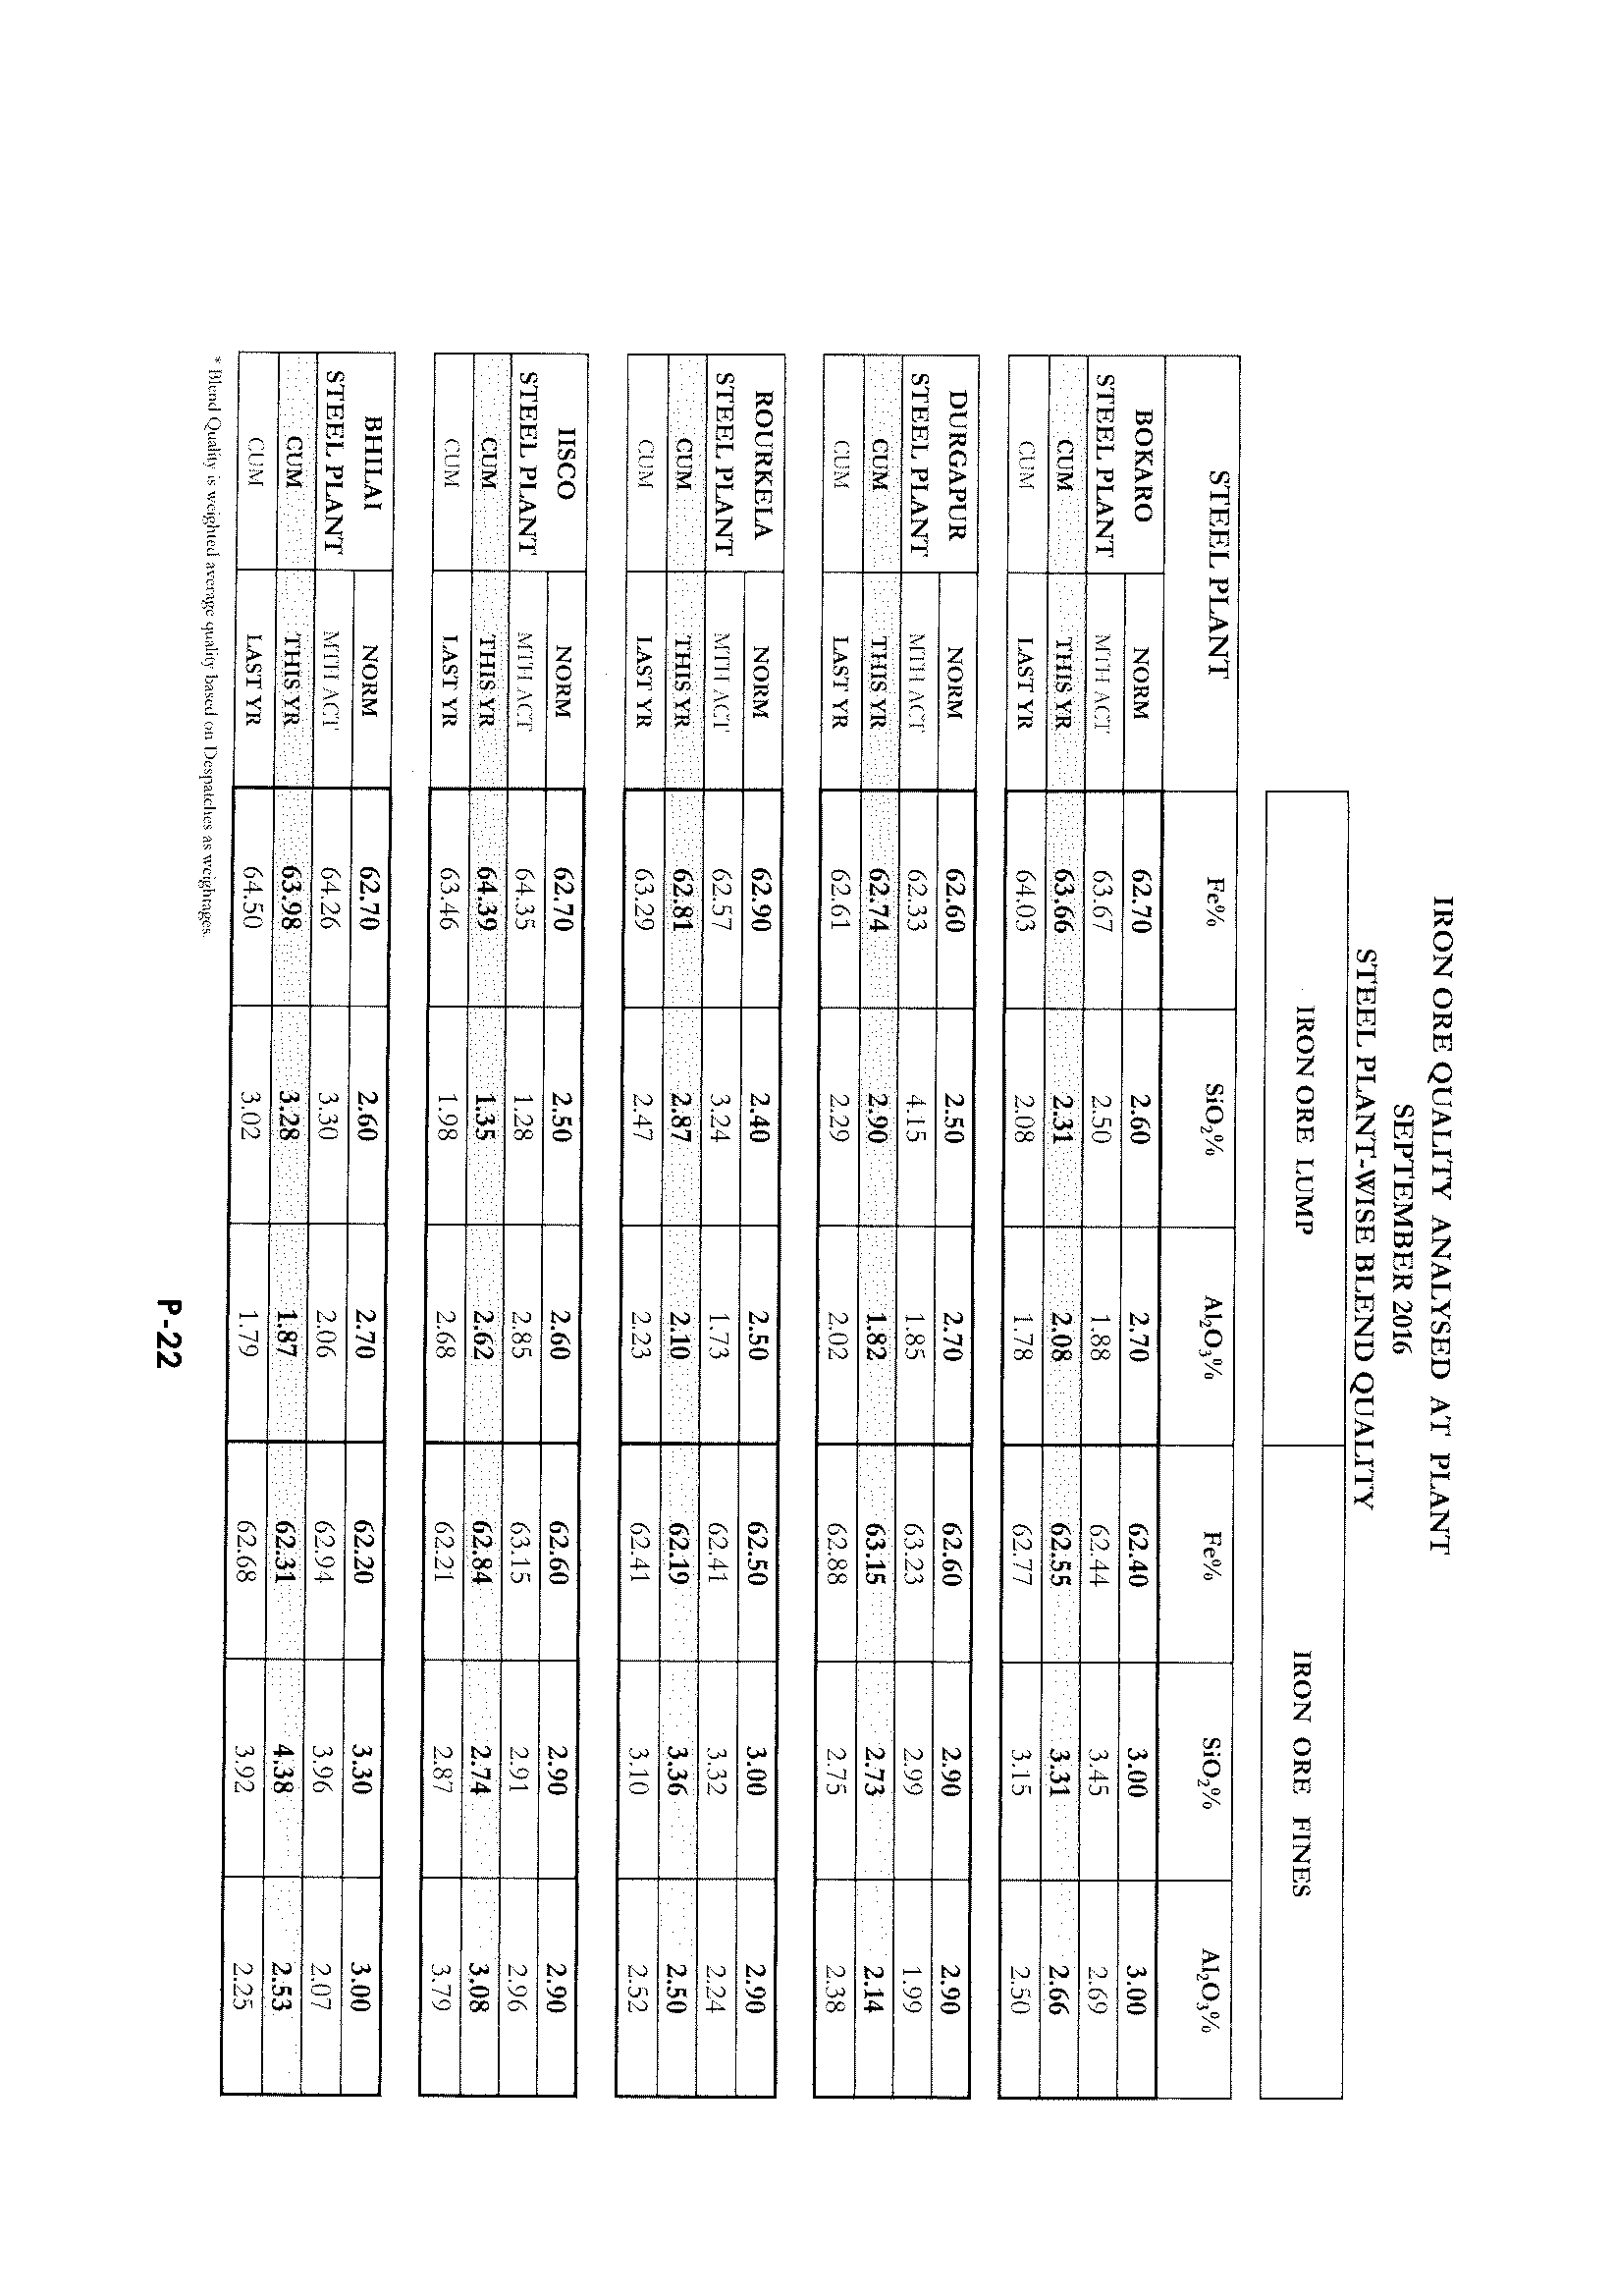 IRON ORE QUALITY ANALYSED AT PLANT
SEPTEMBER 2016
STEEL PLANT-WISE BLEND QUALITY
IRON ORE LUMP IRON ORE FINES
STEEL PLANT Fe% SiO₂% Al₂O₃% Fe% SiO₂% Al₂O₃%
BOKARO NORM 62.70 2.60 2.70 62.40 3.00 3.00
STEEL PLANT MTH ACT 63.67 2.50 1.88 62.44 3.45 2.69
CUM THIS YR 63.66 2.31 2.08 62.55 3.31 2.66
CUM LAST YR 64.03 2.08 1.78 62.77 3.15 2.50
DURGAPUR NORM 62.60 2.50 2.70 62.60 2.90 2.90
STEEL PLANT MTH ACT 62.33 4.15 1.85 63.23 2.99 1.99
CUM THIS YR 62.74 2.90 1.82 63.15 2.73 2.14
CUM LAST YR 62.61 2.29 2.02 62.88 2.75 2.38
ROURKELA NORM 62.90 2.40 2.50 62.50 3.00 2.90
STEEL PLANT MTH ACT 62.57 3.24 1.73 62.41 3.32 2.24
CUM THIS YR 62.81 2.87 2.10 62.19 3.36 2.50
CUM LAST YR 63.29 2.47 2.23 62.41 3.10 2.52
IISCO NORM 62.70 2.50 2.60 62.60 2.90 2.90
STEEL PLANT MTH ACT 64.35 1.28 2.85 63.15 2.91 2.96
CUM THIS YR 64.39 1.35 2.62 62.84 2.74 3.08
CUM LAST YR 63.46 1.98 2.68 62.21 2.87 3.79
BHILAI NORM 62.70 2.60 2.70 62.20 3.30 3.00
STEEL PLANT MTH ACT 64.26 3.30 2.06 62.94 3.96 2.07
CUM THIS YR 63.98 3.28 1.87 62.31 4.38 2.53
CUM LAST YR 64.50 3.02 1.79 62.68 3.92 2.25
* Blend Quality is weighted average quality based on Despatches as weightages.
P-22